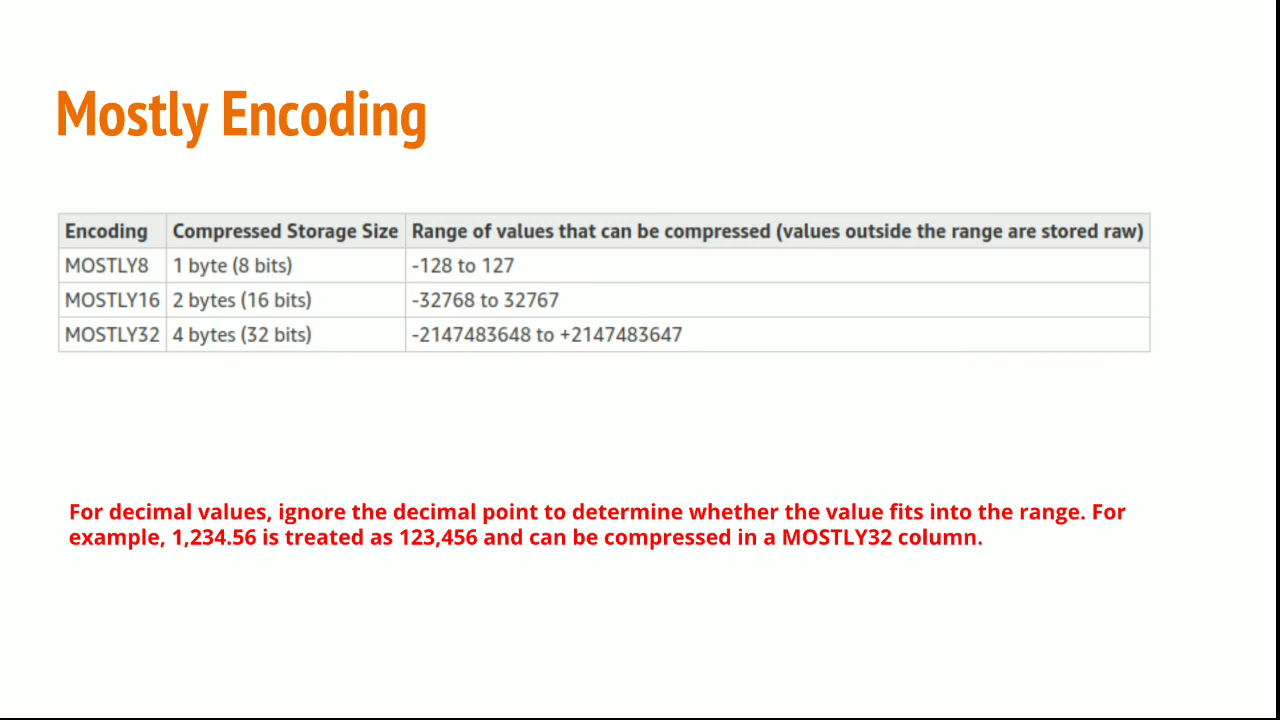 Mostly Encoding
Encoding Compressed Storage Size Range of values that can be compressed (values outside the range are stored raw)
MOSTLY8 1 byte (8 bits) -128 to 127
MOSTLY16 2 bytes (16 bits) -32768 to 32767
MOSTLY32 4 bytes (32 bits) -2147483648 to +2147483647
For decimal values, ignore the decimal point to determine whether the value fits into the range. For
example, 1,234.56 is treated as 123,456 and can be compressed in a MOSTLY32 column.